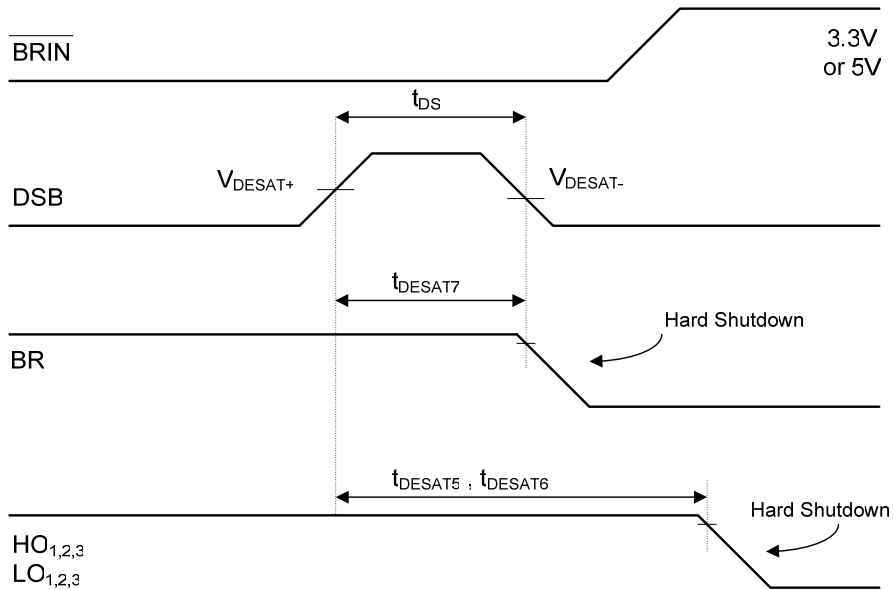 BRIN
3.3V
or 5V
tDS
VDESAT+
VDESAT-
DSB
tDESAT7
Hard Shutdown
BR
tDESAT5 , tDESAT6
Hard Shutdown
HO1,2,3
LO1,2,3